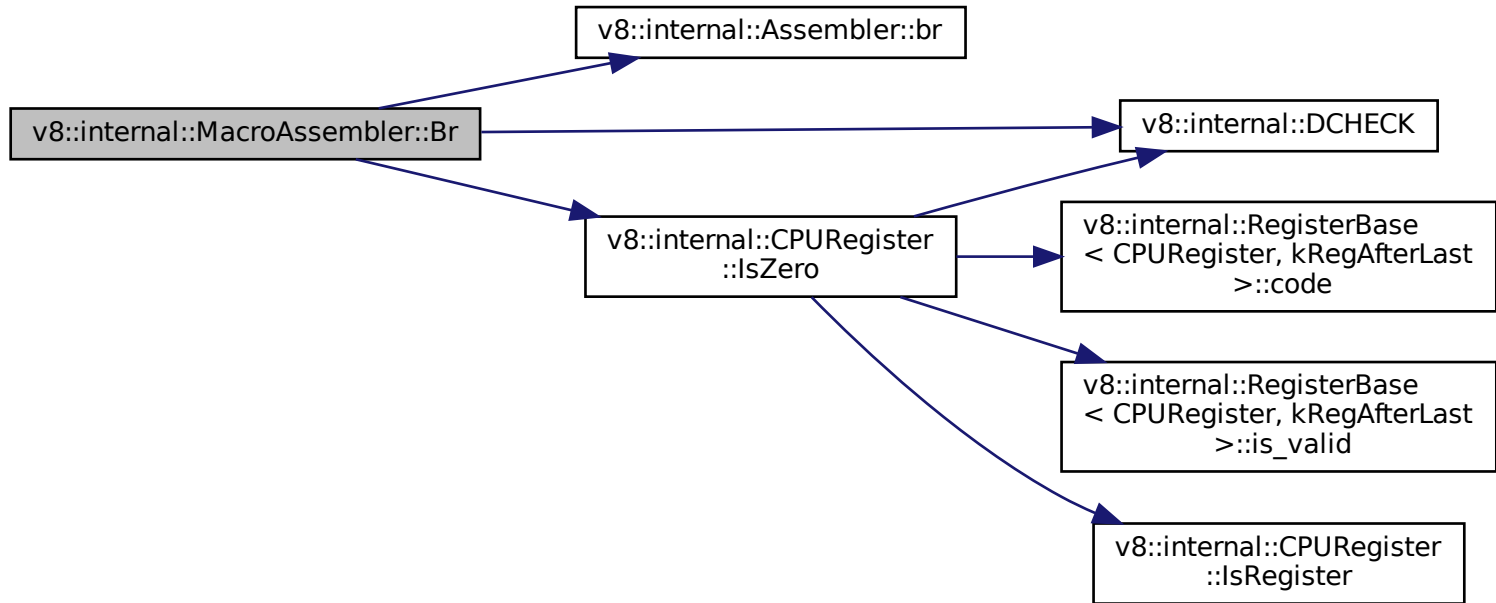 v8::internal::MacroAssembler::Br
v8::internal::Assembler::br
v8::internal::DCHECK
v8::internal::CPURegister
::IsZero
v8::internal::RegisterBase
< CPURegister, kRegAfterLast
>::code
v8::internal::RegisterBase
< CPURegister, kRegAfterLast
>::is_valid
v8::internal::CPURegister
::IsRegister